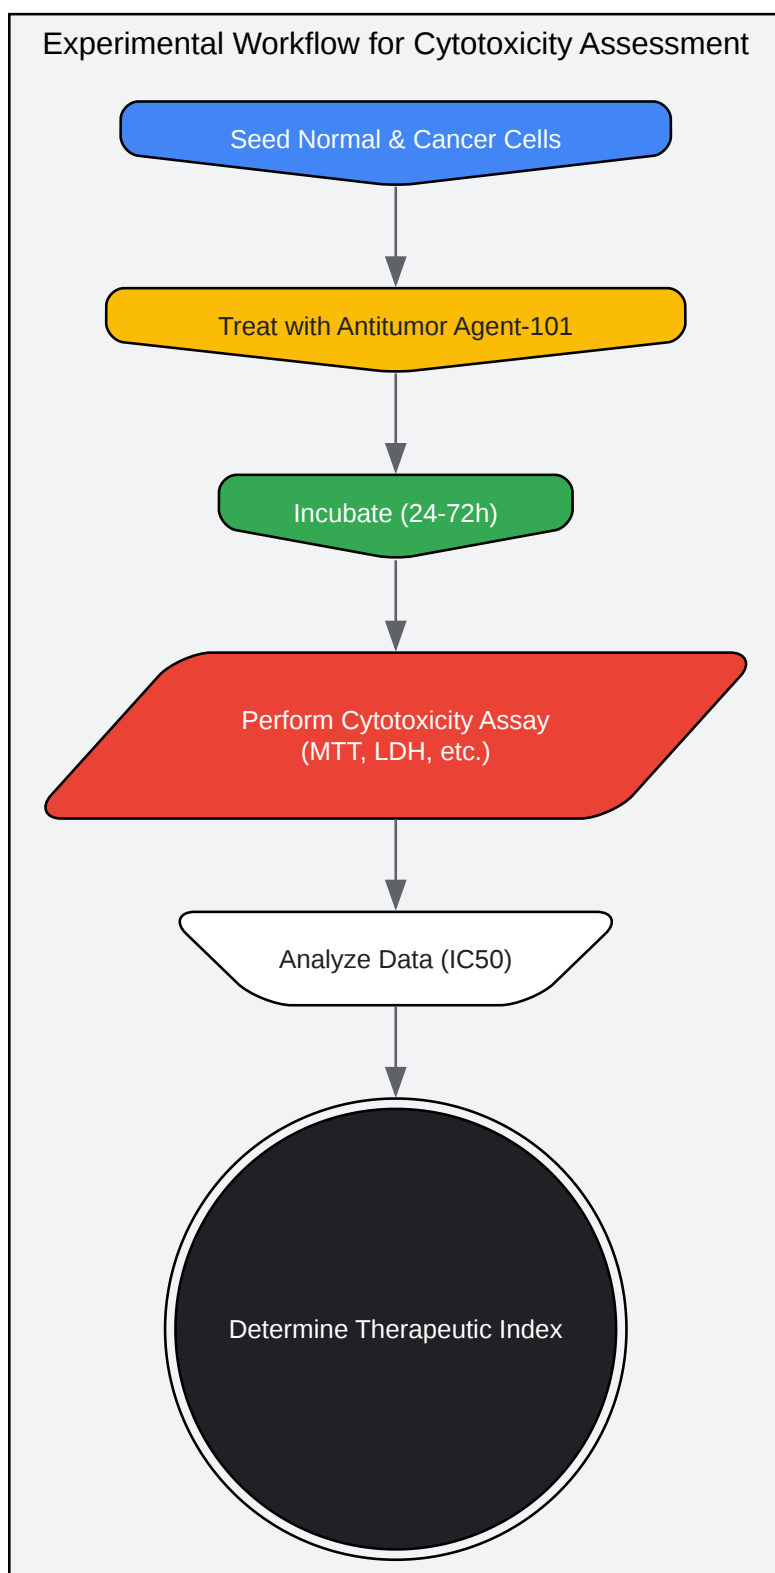 Experimental Workflow for Cytotoxicity Assessment
Seed Normal & Cancer Cells
Treat with Antitumor Agent-101
Incubate (24-72h)
Perform Cytotoxicity Assay
(MTT, LDH, etc.)
Analyze Data (IC50)
Determine Therapeutic Index